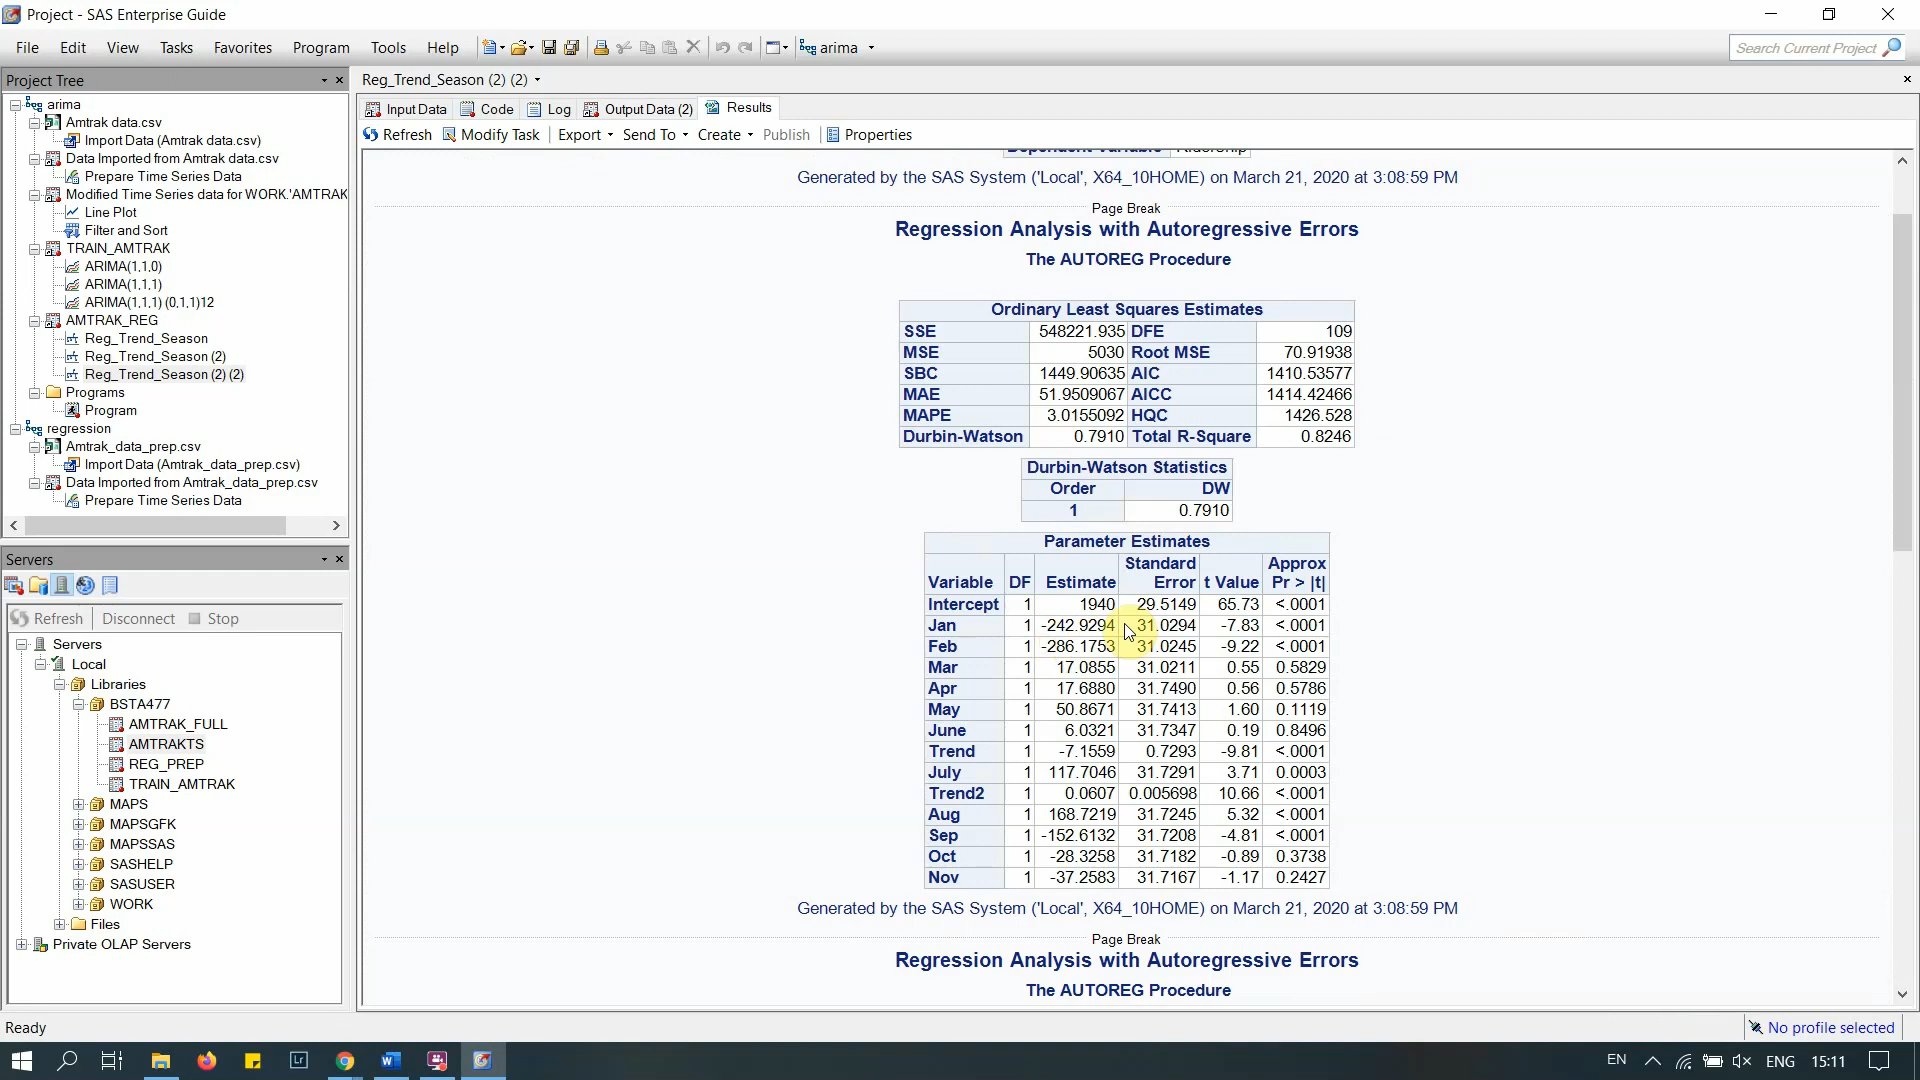 Project - SAS Enterprise Guide
File Edit View Tasks Favorites Program Tools Help arima Search Current Project
Project Tree
arima
Amtrak data.csv
Import Data (Amtrak data.csv)
Data Imported from Amtrak data.csv
Prepare Time Series Data
Modified Time Series data for WORK.'AMTRAK
Line Plot
Filter and Sort
TRAIN_AMTRAK
ARIMA(1,1,0)
ARIMA(1,1,1)
ARIMA(1,1,1) (0,1,1)12
AMTRAK_REG
Reg_Trend_Season
Reg_Trend_Season (2)
Reg_Trend_Season (2) (2)
Programs
Program
regression
Amtrak_data_prep.csv
Import Data (Amtrak_data_prep.csv)
Data Imported from Amtrak_data_prep.csv
Prepare Time Series Data
Servers
Refresh Disconnect Stop
Servers
Local
Libraries
BSTA477
AMTRAK_FULL
AMTRAKTS
REG_PREP
TRAIN_AMTRAK
MAPS
MAPSGFK
MAPSSAS
SASHELP
SASUSER
WORK
Files
Private OLAP Servers
Reg_Trend_Season (2) (2)
Input Data Code Log Output Data (2) Results
Refresh Modify Task Export Send To Create Publish Properties
Dependent Variable Ridership
Generated by the SAS System ('Local', X64_10HOME) on March 21, 2020 at 3:08:59 PM
Page Break
Regression Analysis with Autoregressive Errors
The AUTOREG Procedure
Ordinary Least Squares Estimates
SSE 548221.935 DFE 109
MSE 5030 Root MSE 70.91938
SBC 1449.90635 AIC 1410.53577
MAE 51.9509067 AICC 1414.42466
MAPE 3.0155092 HQC 1426.528
Durbin-Watson 0.7910 Total R-Square 0.8246
Durbin-Watson Statistics
Order DW
1 0.7910
Parameter Estimates
Variable DF Estimate Standard Error t Value Approx Pr > |t|
Intercept 1 1940 29.5149 65.73 <.0001
Jan 1 -242.9294 31.0294 -7.83 <.0001
Feb 1 -286.1753 31.0245 -9.22 <.0001
Mar 1 17.0855 31.0211 0.55 0.5829
Apr 1 17.6880 31.7490 0.56 0.5786
May 1 50.8671 31.7413 1.60 0.1119
June 1 6.0321 31.7347 0.19 0.8496
Trend 1 -7.1559 0.7293 -9.81 <.0001
July 1 117.7046 31.7291 3.71 0.0003
Trend2 1 0.0607 0.005698 10.66 <.0001
Aug 1 168.7219 31.7245 5.32 <.0001
Sep 1 -152.6132 31.7208 -4.81 <.0001
Oct 1 -28.3258 31.7182 -0.89 0.3738
Nov 1 -37.2583 31.7167 -1.17 0.2427
Generated by the SAS System ('Local', X64_10HOME) on March 21, 2020 at 3:08:59 PM
Page Break
Regression Analysis with Autoregressive Errors
The AUTOREG Procedure
Ready
No profile selected
Lr EN ENG 15:11